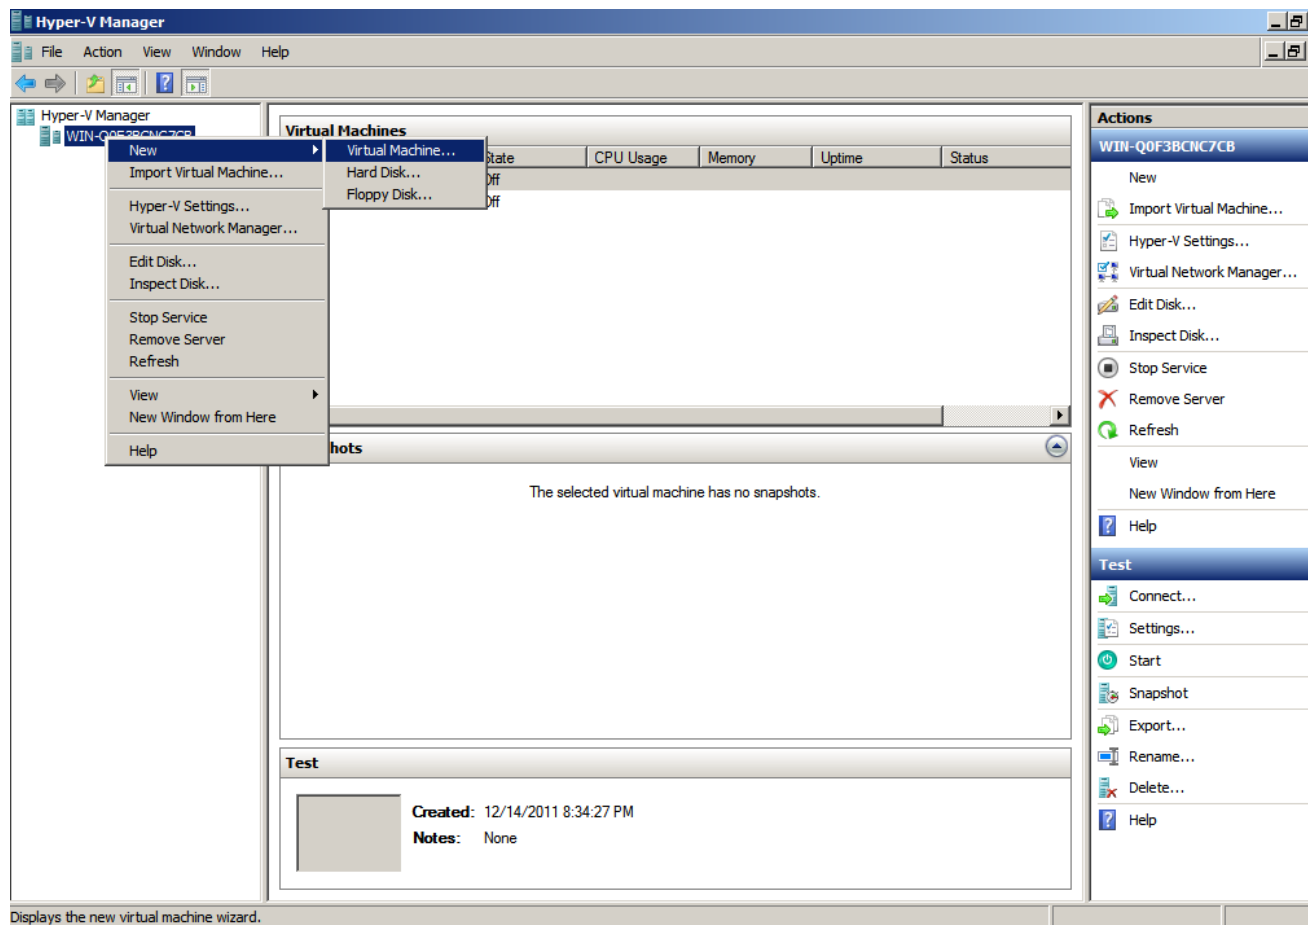 Hyper-V Manager
File Action View Window Help
Hyper-V Manager
WIN-Q0F3BCNC7CB
New
Import Virtual Machine...
Hyper-V Settings...
Virtual Network Manager...
Edit Disk...
Inspect Disk...
Stop Service
Remove Server
Refresh
View
New Window from Here
Help
Virtual Machine...
Hard Disk...
Floppy Disk...
Virtual Machines
State CPU Usage Memory Uptime Status
Off
Off
hots
The selected virtual machine has no snapshots.
Test
Created: 12/14/2011 8:34:27 PM
Notes: None
Actions
WIN-Q0F3BCNC7CB
New
Import Virtual Machine...
Hyper-V Settings...
Virtual Network Manager...
Edit Disk...
Inspect Disk...
Stop Service
Remove Server
Refresh
View
New Window from Here
Help
Test
Connect...
Settings...
Start
Snapshot
Export...
Rename...
Delete...
Help
Displays the new virtual machine wizard.